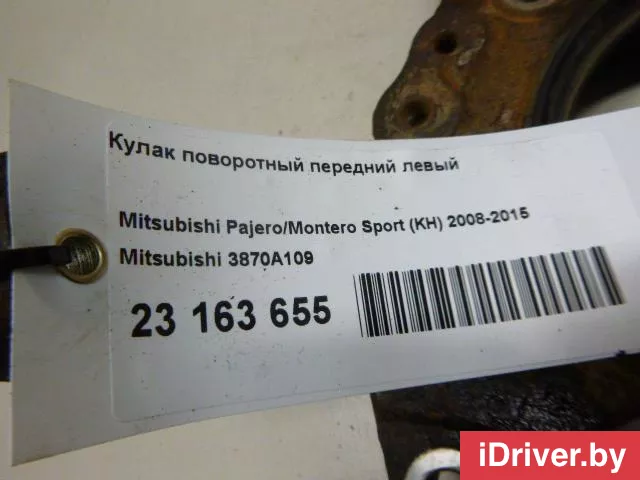 Кулак поворотный передний левый
Mitsubishi Pajero/Montero Sport (KH) 2008-2015
Mitsubishi 3870A109
23 163 655
iDriver.by